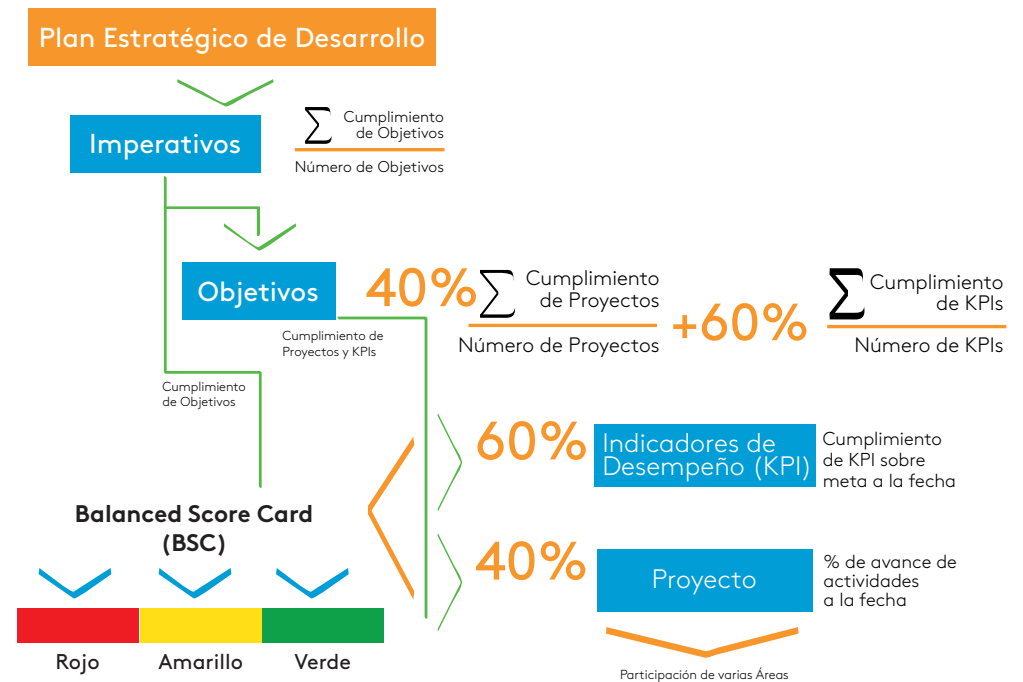 Plan Estratégico de Desarrollo
Imperativos
∑ Cumplimiento
de Objetivos
Número de Objetivos
Objetivos
Cumplimiento de
Proyectos y KPIs
40% ∑ Cumplimiento
de Proyectos
Número de Proyectos
+60%
∑ Cumplimiento
de KPIs
Número de KPIs
Cumplimiento
de Objetivos
60%
Indicadores de
Desempeño (KPI)
Cumplimiento
de KPI sobre
meta a la fecha
Balanced Score Card
(BSC)
40%
Proyecto
% de avance de
actividades
a la fecha
Rojo
Amarillo
Verde
Participación de varias Áreas